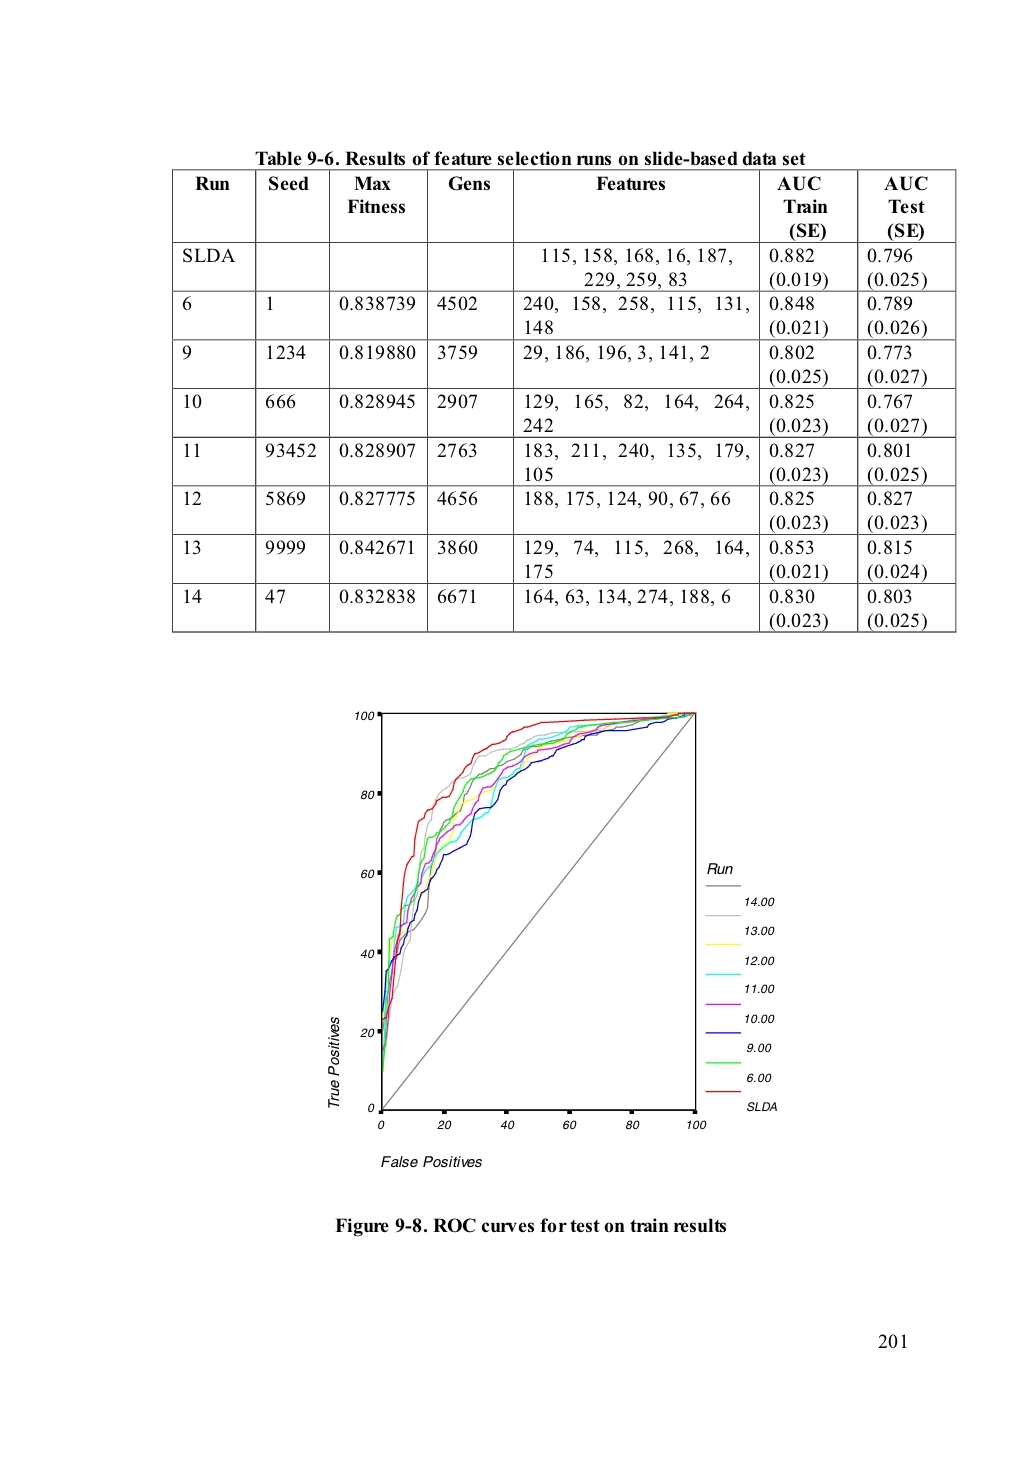 Table 9-6. Results of feature selection runs on slide-based data set
Run Seed Max Fitness Gens Features AUC Train (SE) AUC Test (SE)
SLDA 115, 158, 168, 16, 187, 229, 259, 83 0.882 (0.019) 0.796 (0.025)
6 1 0.838739 4502 240, 158, 258, 115, 131, 148 0.848 (0.021) 0.789 (0.026)
9 1234 0.819880 3759 29, 186, 196, 3, 141, 2 0.802 (0.025) 0.773 (0.027)
10 666 0.828945 2907 129, 165, 82, 164, 264, 242 0.825 (0.023) 0.767 (0.027)
11 93452 0.828907 2763 183, 211, 240, 135, 179, 105 0.827 (0.023) 0.801 (0.025)
12 5869 0.827775 4656 188, 175, 124, 90, 67, 66 0.825 (0.023) 0.827 (0.023)
13 9999 0.842671 3860 129, 74, 115, 268, 164, 175 0.853 (0.021) 0.815 (0.024)
14 47 0.832838 6671 164, 63, 134, 274, 188, 6 0.830 (0.023) 0.803 (0.025)
100
80
60
40
20
0
True Positives
0 20 40 60 80 100
False Positives
Run
14.00
13.00
12.00
11.00
10.00
9.00
6.00
SLDA
Figure 9-8. ROC curves for test on train results
201